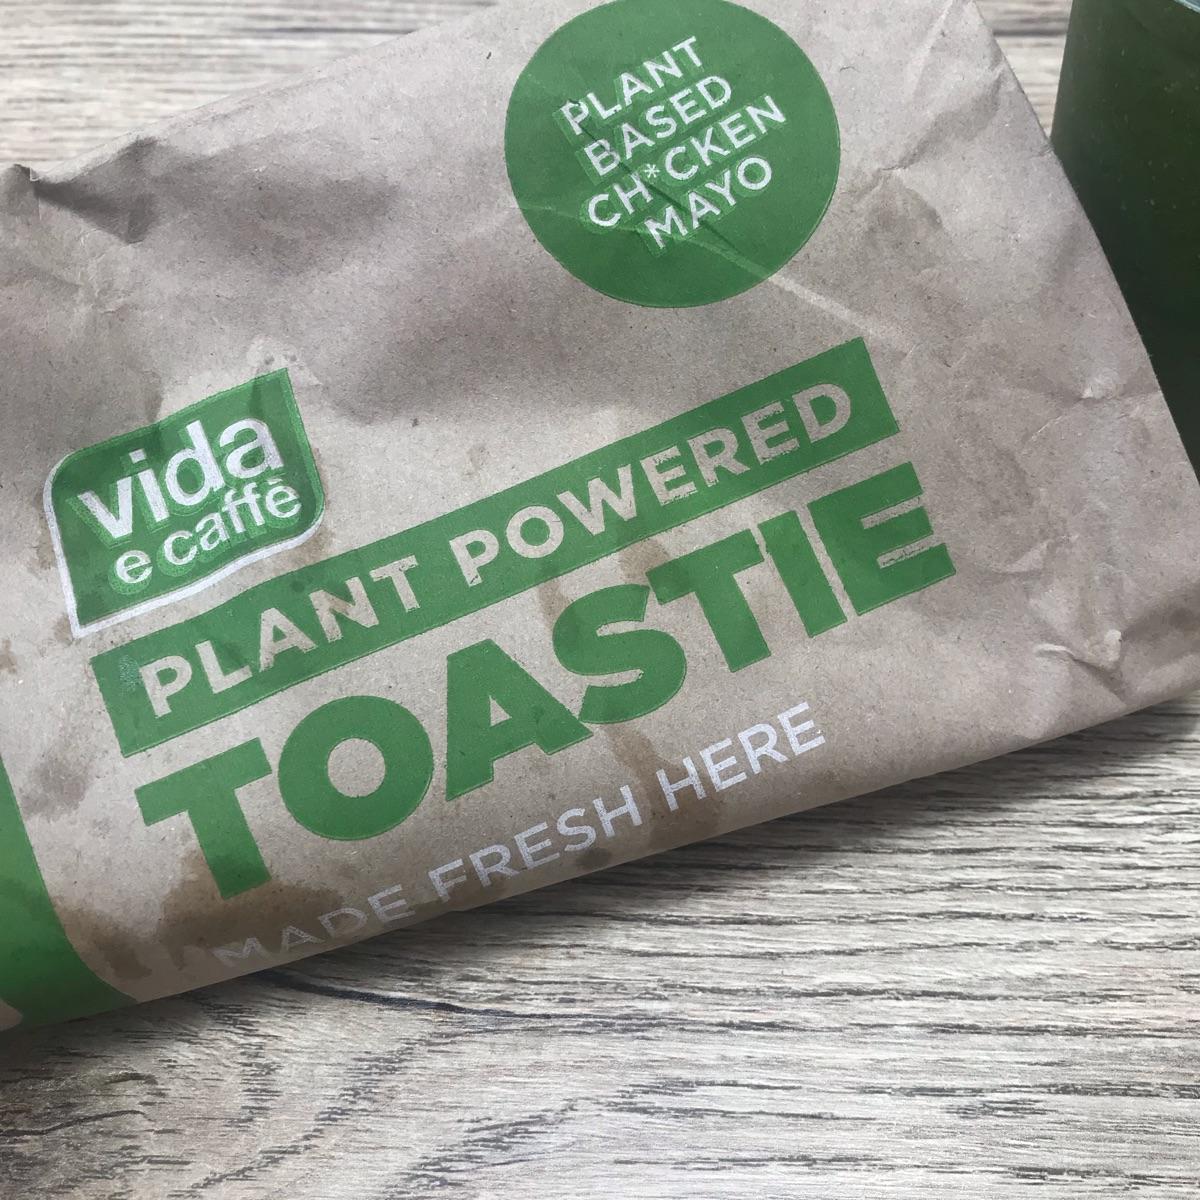 PLANT
BASED
CH*CKEN
MAYO
vida
e caffè
PLANT POWERED
TOASTIE
MADE FRESH HERE